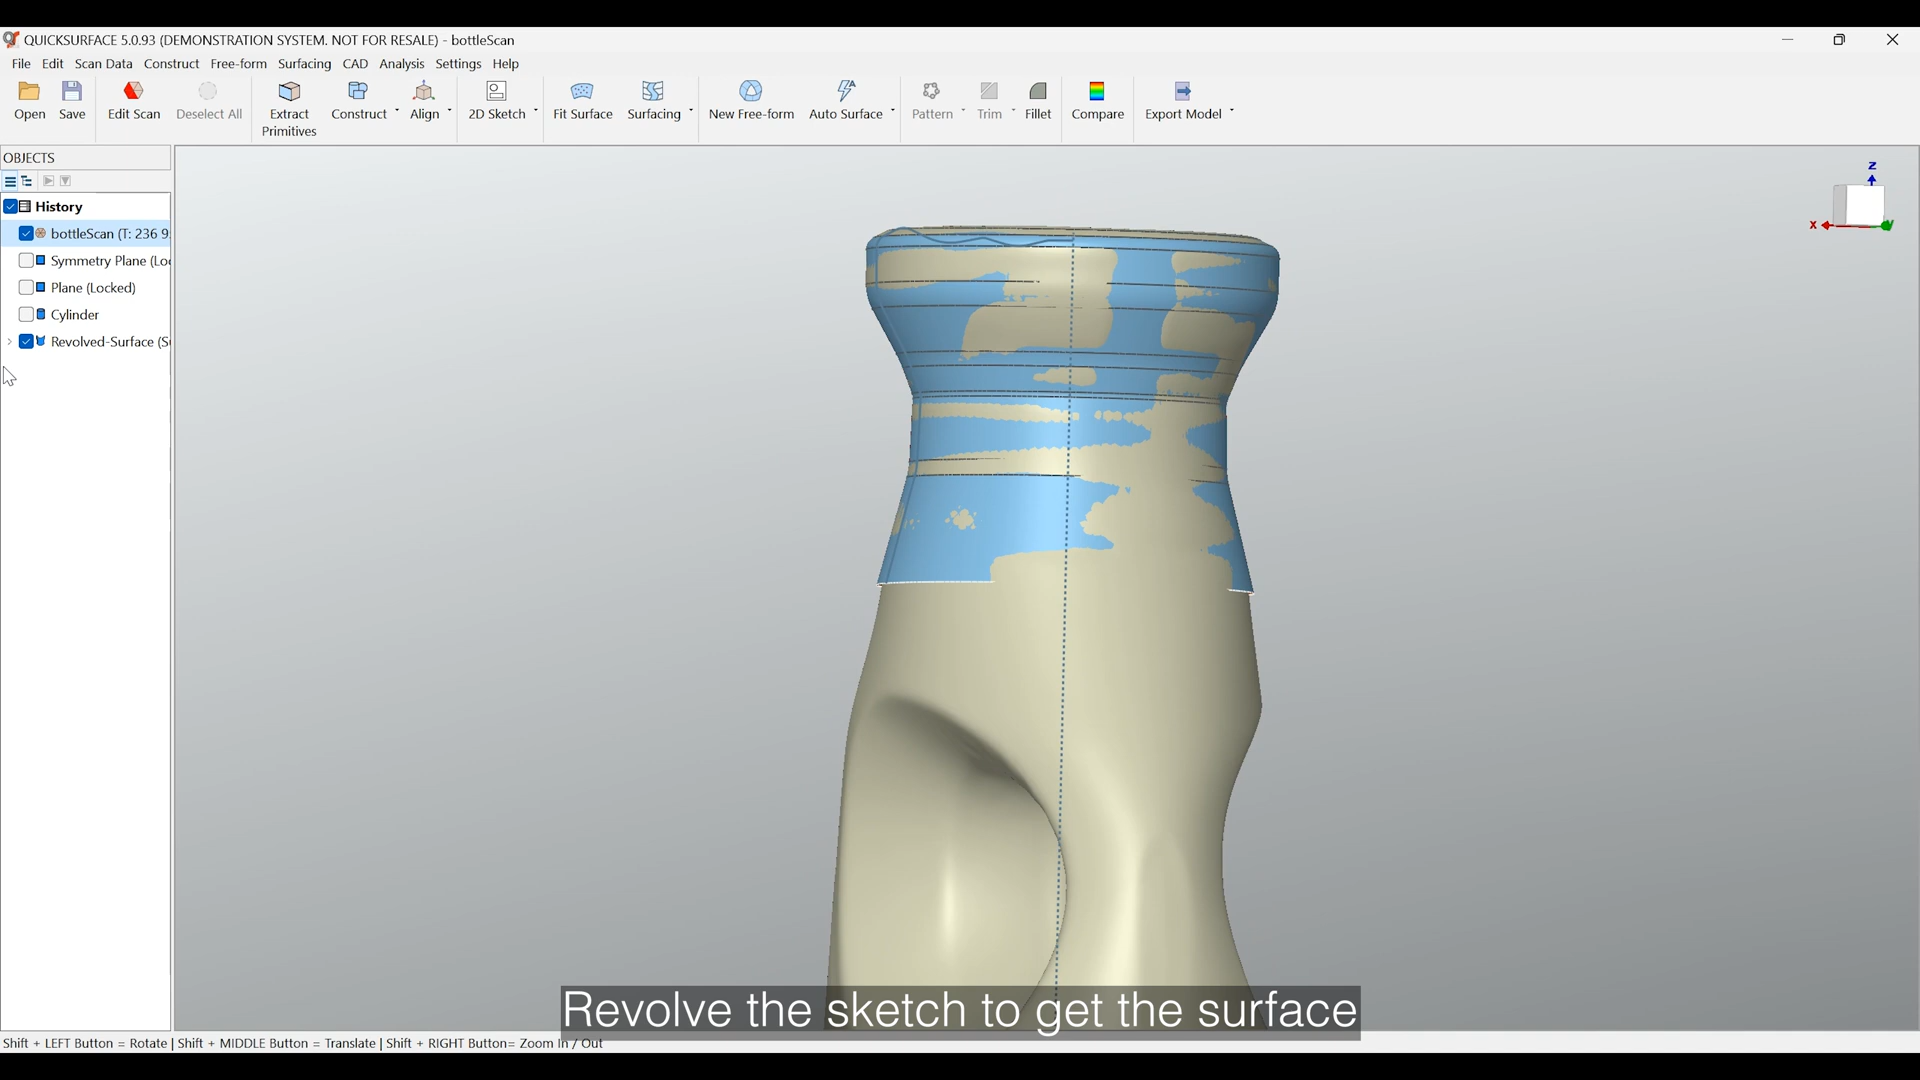 QUICKSURFACE 5.0.93 (DEMONSTRATION SYSTEM. NOT FOR RESALE) - bottleScan
File Edit Scan Data Construct Free-form Surfacing CAD Analysis Settings Help
Open Save Edit Scan Deselect All Extract Primitives Construct Align 2D Sketch Fit Surface Surfacing New Free-form Auto Surface Pattern Trim Fillet Compare Export Model
OBJECTS
History
bottleScan (T: 236 9
Symmetry Plane (Lo
Plane (Locked)
Cylinder
Revolved-Surface (S
Z
X
Y
Revolve the sketch to get the surface
Shift + LEFT Button = Rotate | Shift + MIDDLE Button = Translate | Shift + RIGHT Button= Zoom In / Out